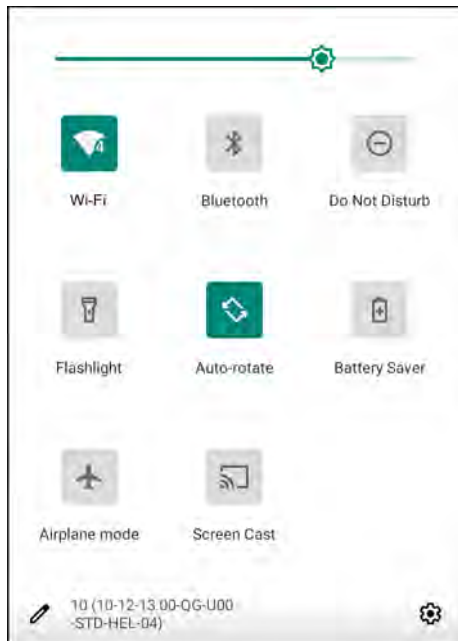 4
Wi-Fi
Bluetooth
Do Not Disturb
Flashlight
Auto-rotate
Battery Saver
Airplane mode
Screen Cast
10 (10-12-13.00-QG-U00
-STD-HEL-04)